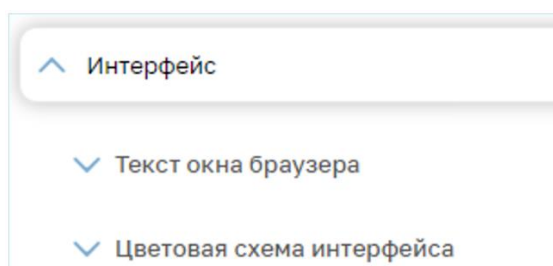 Интерфейс
Текст окна браузера
Цветовая схема интерфейса